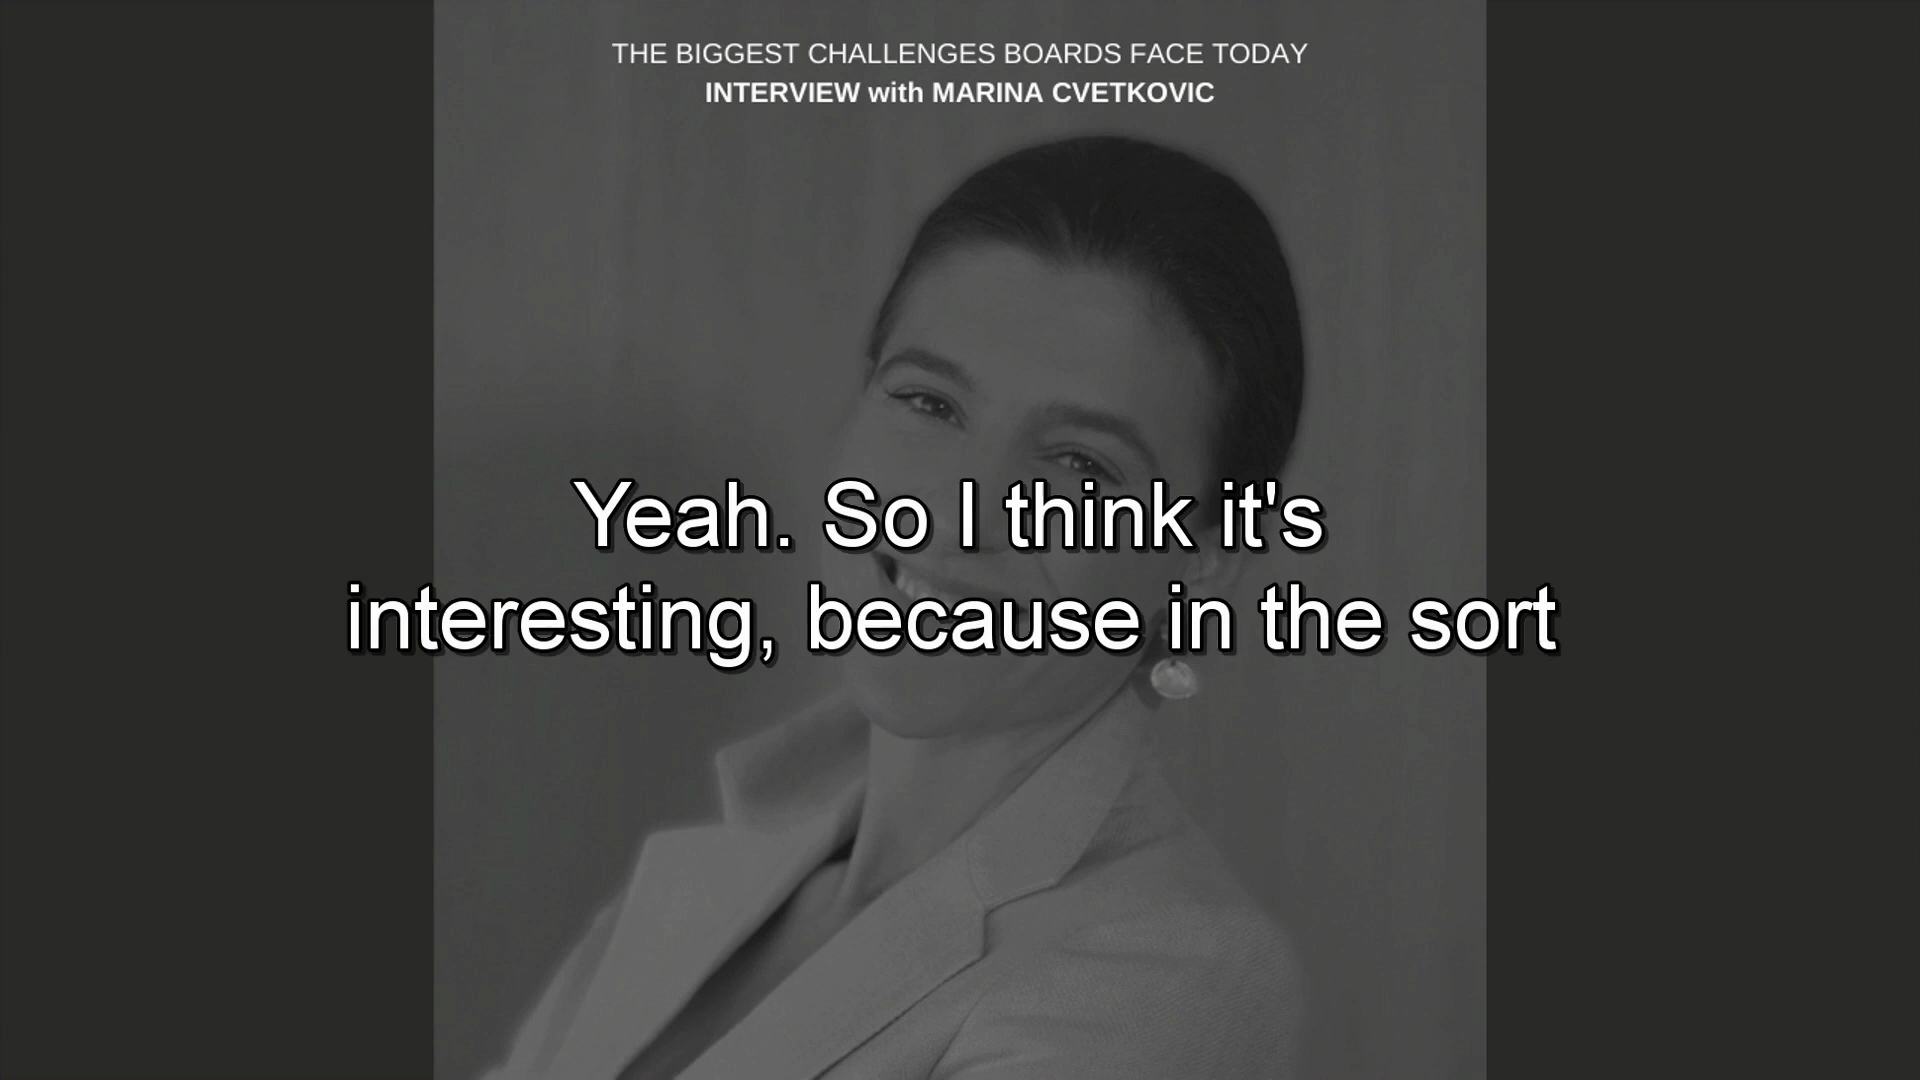 THE BIGGEST CHALLENGES BOARDS FACE TODAY
INTERVIEW with MARINA CVETKOVIC
Yeah. So I think it's
interesting, because in the sort